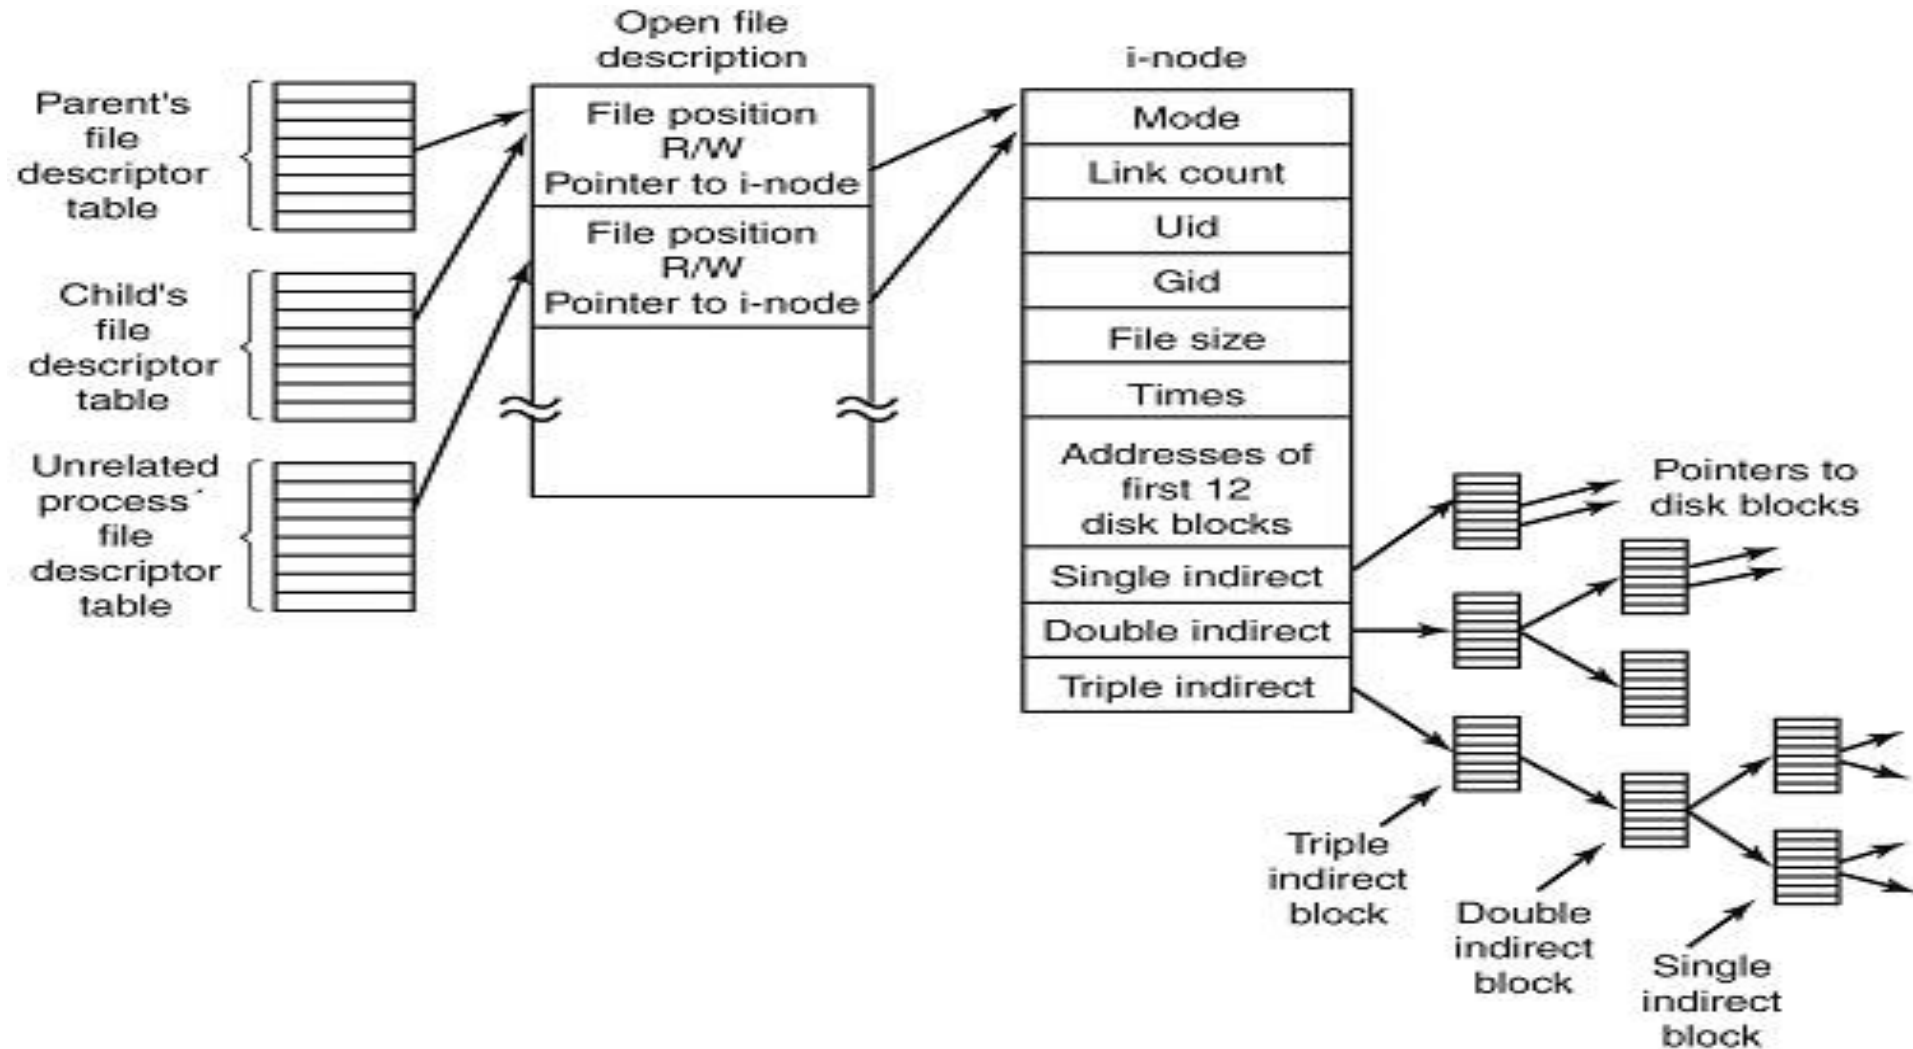 Open file
description
i-node
Parent's
file
descriptor
table
Child's
file
descriptor
table
Unrelated
process´
file
descriptor
table
File position
R/W
Pointer to i-node
File position
R/W
Pointer to i-node
Mode
Link count
Uid
Gid
File size
Times
Addresses of
first 12
disk blocks
Single indirect
Double indirect
Triple indirect
Pointers to
disk blocks
Triple
indirect
block
Double
indirect
block
Single
indirect
block